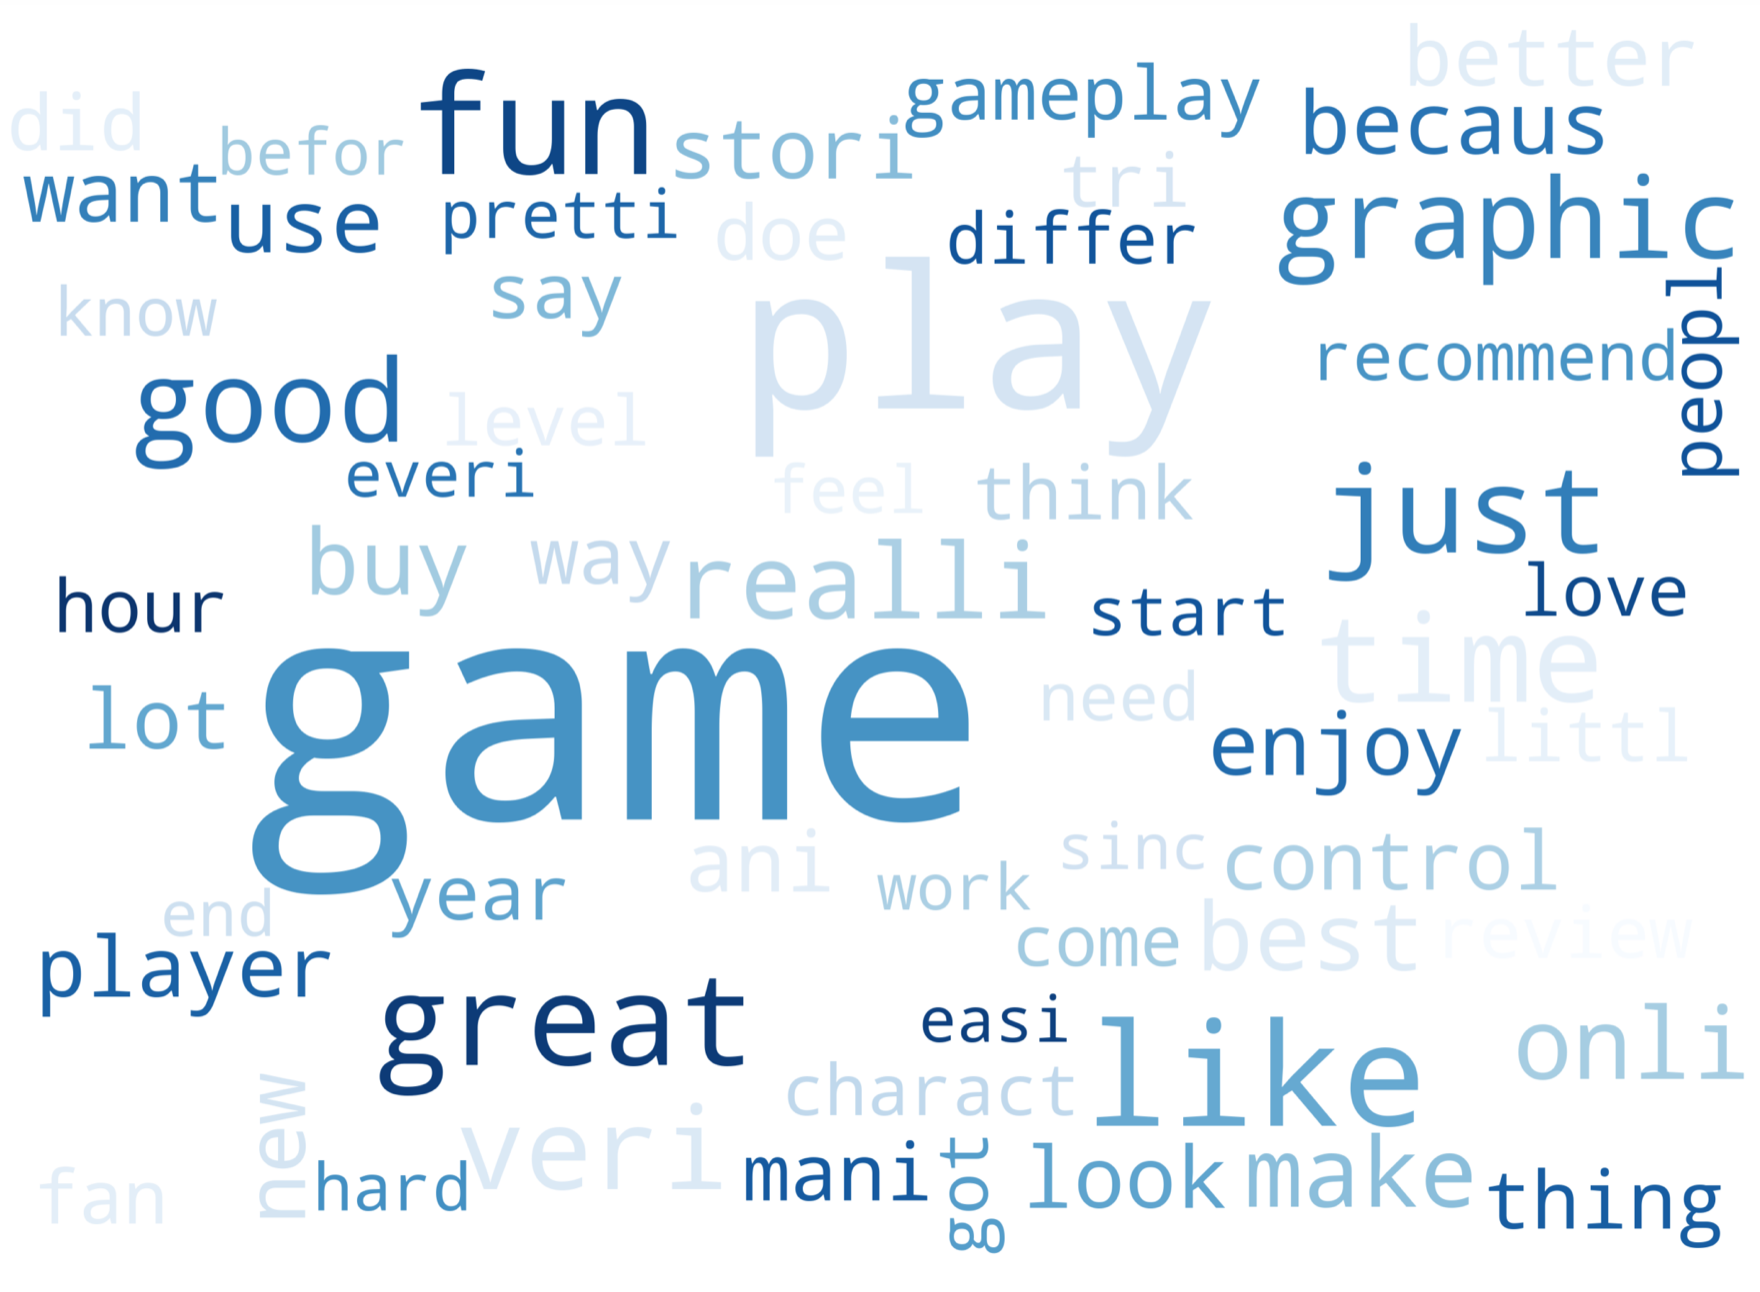 better
did
fun
gameplay
becaus
befor
stori
want
use
pretti
tri
graphic
doe
differ
know
say
play
peopl
good
level
recommend
everi
feel
think
just
buy
way
realli
hour
start
love
lot
game
need
time
enjoy
littl
ani
sinc
control
end
year
work
player
come
best
review
great
easi
like
onli
new
charact
fan
hard
veri
mani
got
look
make
thing